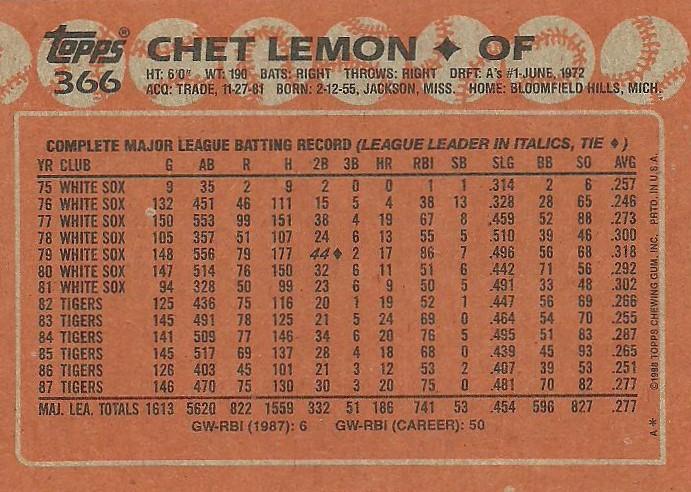 topps®
366
CHET LEMON ✦ OF
HT: 6'0" WT: 190 BATS: RIGHT THROWS: RIGHT DRFT: A's #1-JUNE, 1972
ACQ: TRADE, 11-27-81 BORN: 2-12-55, JACKSON, MISS. HOME: BLOOMFIELD HILLS, MICH.
COMPLETE MAJOR LEAGUE BATTING RECORD (LEAGUE LEADER IN ITALICS, TIE ♦)
YR CLUB G AB R H 2B 3B HR RBI SB SLG BB SO AVG
75 WHITE SOX 9 35 2 9 2 0 0 1 1 .314 2 6 .257
76 WHITE SOX 132 451 46 111 15 5 4 38 13 .328 28 65 .246
77 WHITE SOX 150 553 99 151 38 4 19 67 8 .459 52 88 .273
78 WHITE SOX 105 357 51 107 24 6 13 55 5 .510 39 46 .300
79 WHITE SOX 148 556 79 177 44♦ 2 17 86 7 .496 56 68 .318
80 WHITE SOX 147 514 76 150 32 6 11 51 6 .442 71 56 .292
81 WHITE SOX 94 328 50 99 23 6 9 50 5 .491 33 48 .302
82 TIGERS 125 436 75 116 20 1 19 52 1 .447 56 69 .266
83 TIGERS 145 491 78 125 21 5 24 69 0 .464 54 70 .255
84 TIGERS 141 509 77 146 34 6 20 76 5 .495 51 83 .287
85 TIGERS 145 517 69 137 28 4 18 68 0 .439 45 93 .265
86 TIGERS 126 403 45 101 21 3 12 53 2 .407 39 53 .251
87 TIGERS 146 470 75 130 30 3 20 75 0 .481 70 82 .277
MAJ. LEA. TOTALS 1613 5620 822 1559 332 51 186 741 53 .454 596 827 .277
GW-RBI (1987): 6 GW-RBI (CAREER): 50
A* ©1988 TOPPS CHEWING GUM, INC. PRTD. IN U.S.A.